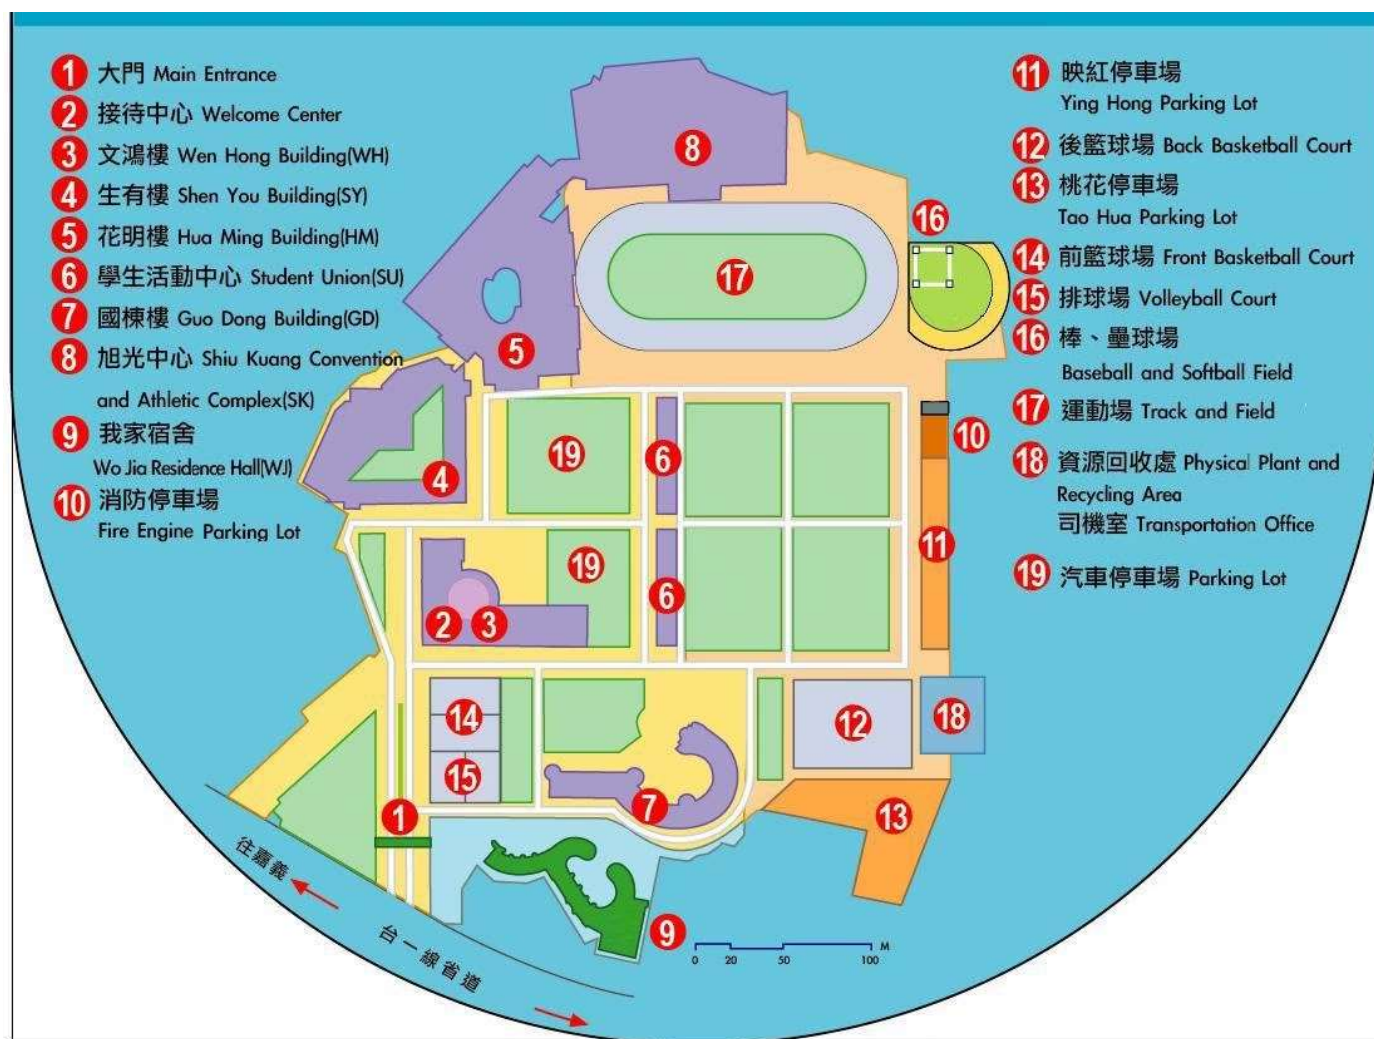 1 大門 Main Entrance
2 接待中心 Welcome Center
3 文鴻樓 Wen Hong Building(WH)
4 生有樓 Shen You Building(SY)
5 花明樓 Hua Ming Building(HM)
6 學生活動中心 Student Union(SU)
7 國棟樓 Guo Dong Building(GD)
8 旭光中心 Shiu Kuang Convention
and Athletic Complex(SK)
9 我家宿舍
Wo Jia Residence Hall(WJ)
10 消防停車場
Fire Engine Parking Lot
11 映紅停車場
Ying Hong Parking Lot
12 後籃球場 Back Basketball Court
13 桃花停車場
Tao Hua Parking Lot
14 前籃球場 Front Basketball Court
15 排球場 Volleyball Court
16 棒、壘球場
Baseball and Softball Field
17 運動場 Track and Field
18 資源回收處 Physical Plant and
Recycling Area
司機室 Transportation Office
19 汽車停車場 Parking Lot
8
16
17
5
10
19
6
4
11
19
6
2
3
14
12
18
15
7
1
13
9
往嘉義
台一線省道
0 20 50 100 M